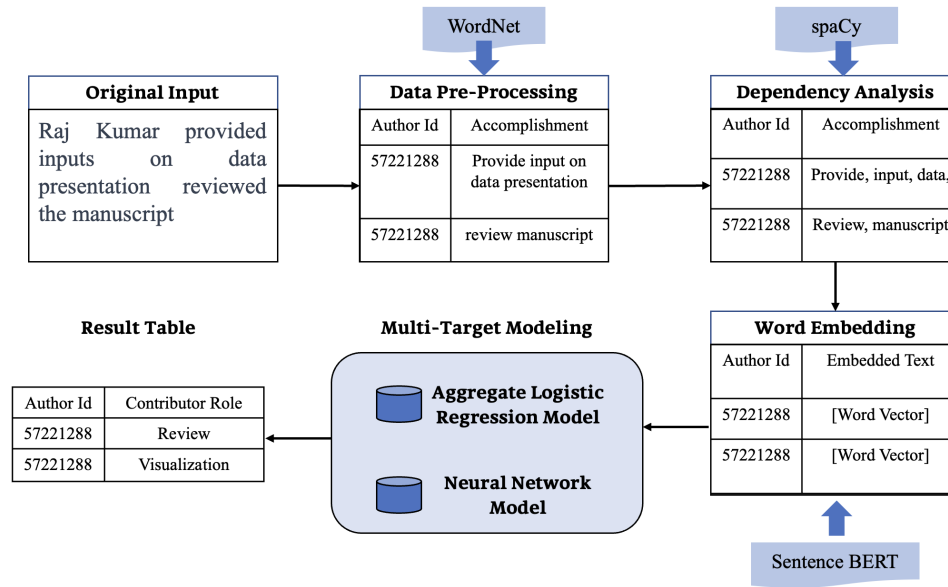 WordNet
spaCy
Original Input
Raj Kumar provided
inputs on data
presentation reviewed
the manuscript
Data Pre-Processing
Author Id Accomplishment
57221288 Provide input on
data presentation
57221288 review manuscript
Dependency Analysis
Author Id Accomplishment
57221288 Provide, input, data,
57221288 Review, manuscript
Word Embedding
Author Id Embedded Text
57221288 [Word Vector]
57221288 [Word Vector]
Sentence BERT
Multi-Target Modeling
Aggregate Logistic
Regression Model
Neural Network
Model
Result Table
Author Id Contributor Role
57221288 Review
57221288 Visualization